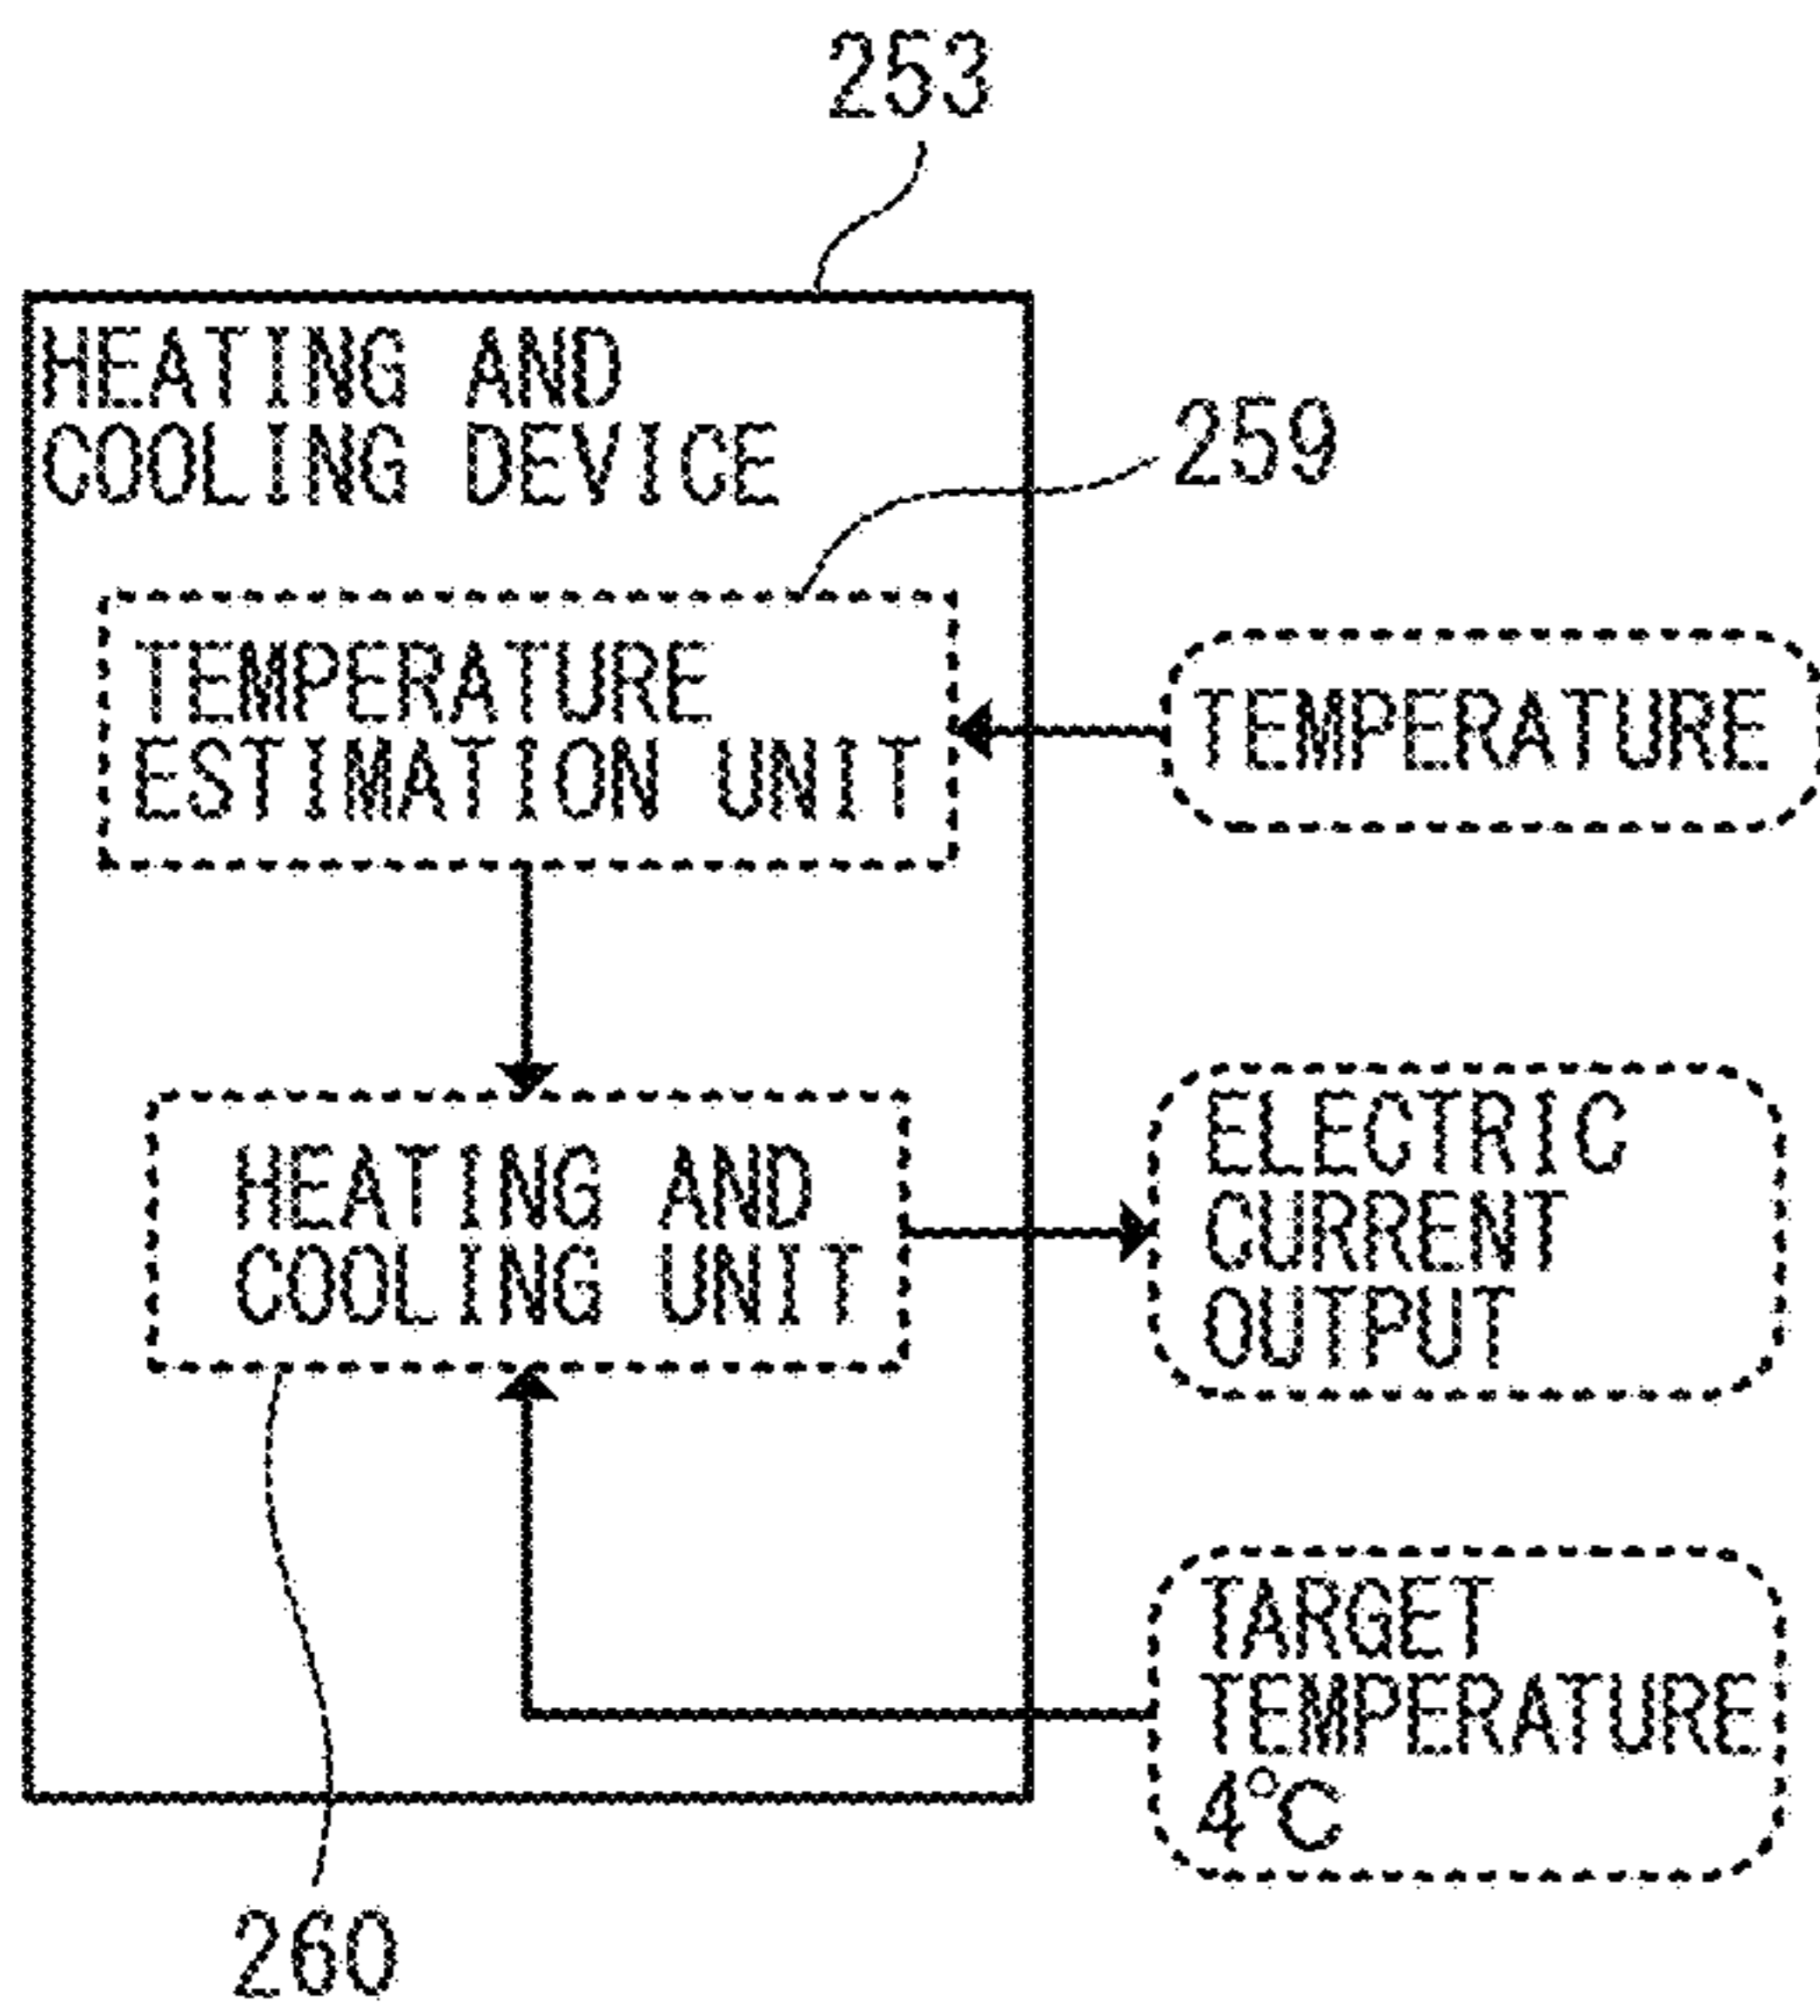 253
HEATING AND
COOLING DEVICE
259
TEMPERATURE
ESTIMATION UNIT
TEMPERATURE
HEATING AND
COOLING UNIT
ELECTRIC
CURRENT
OUTPUT
TARGET
TEMPERATURE
4°C
260